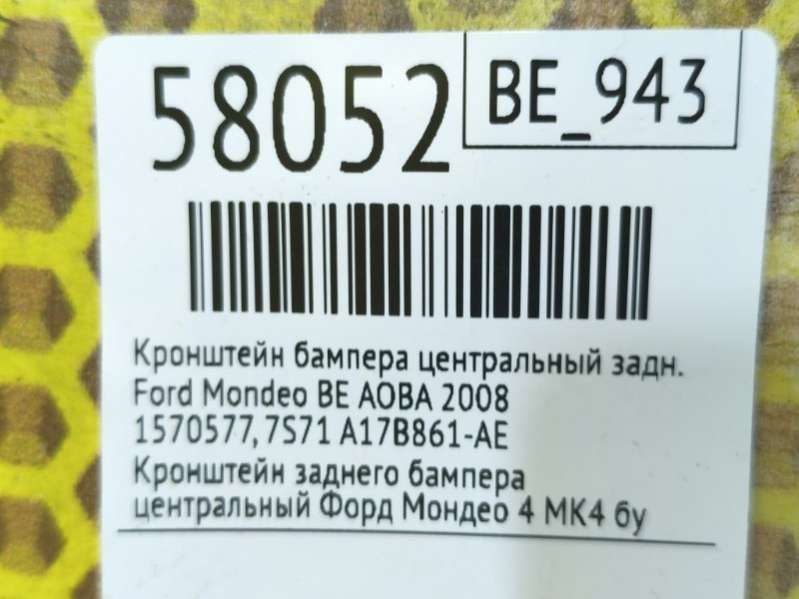 58052
BE_943
Кронштейн бампера центральный задн.
Ford Mondeo BE AOBA 2008
1570577, 7S71 A17B861-AE
Кронштейн заднего бампера
центральный Форд Мондео 4 МК4 бу